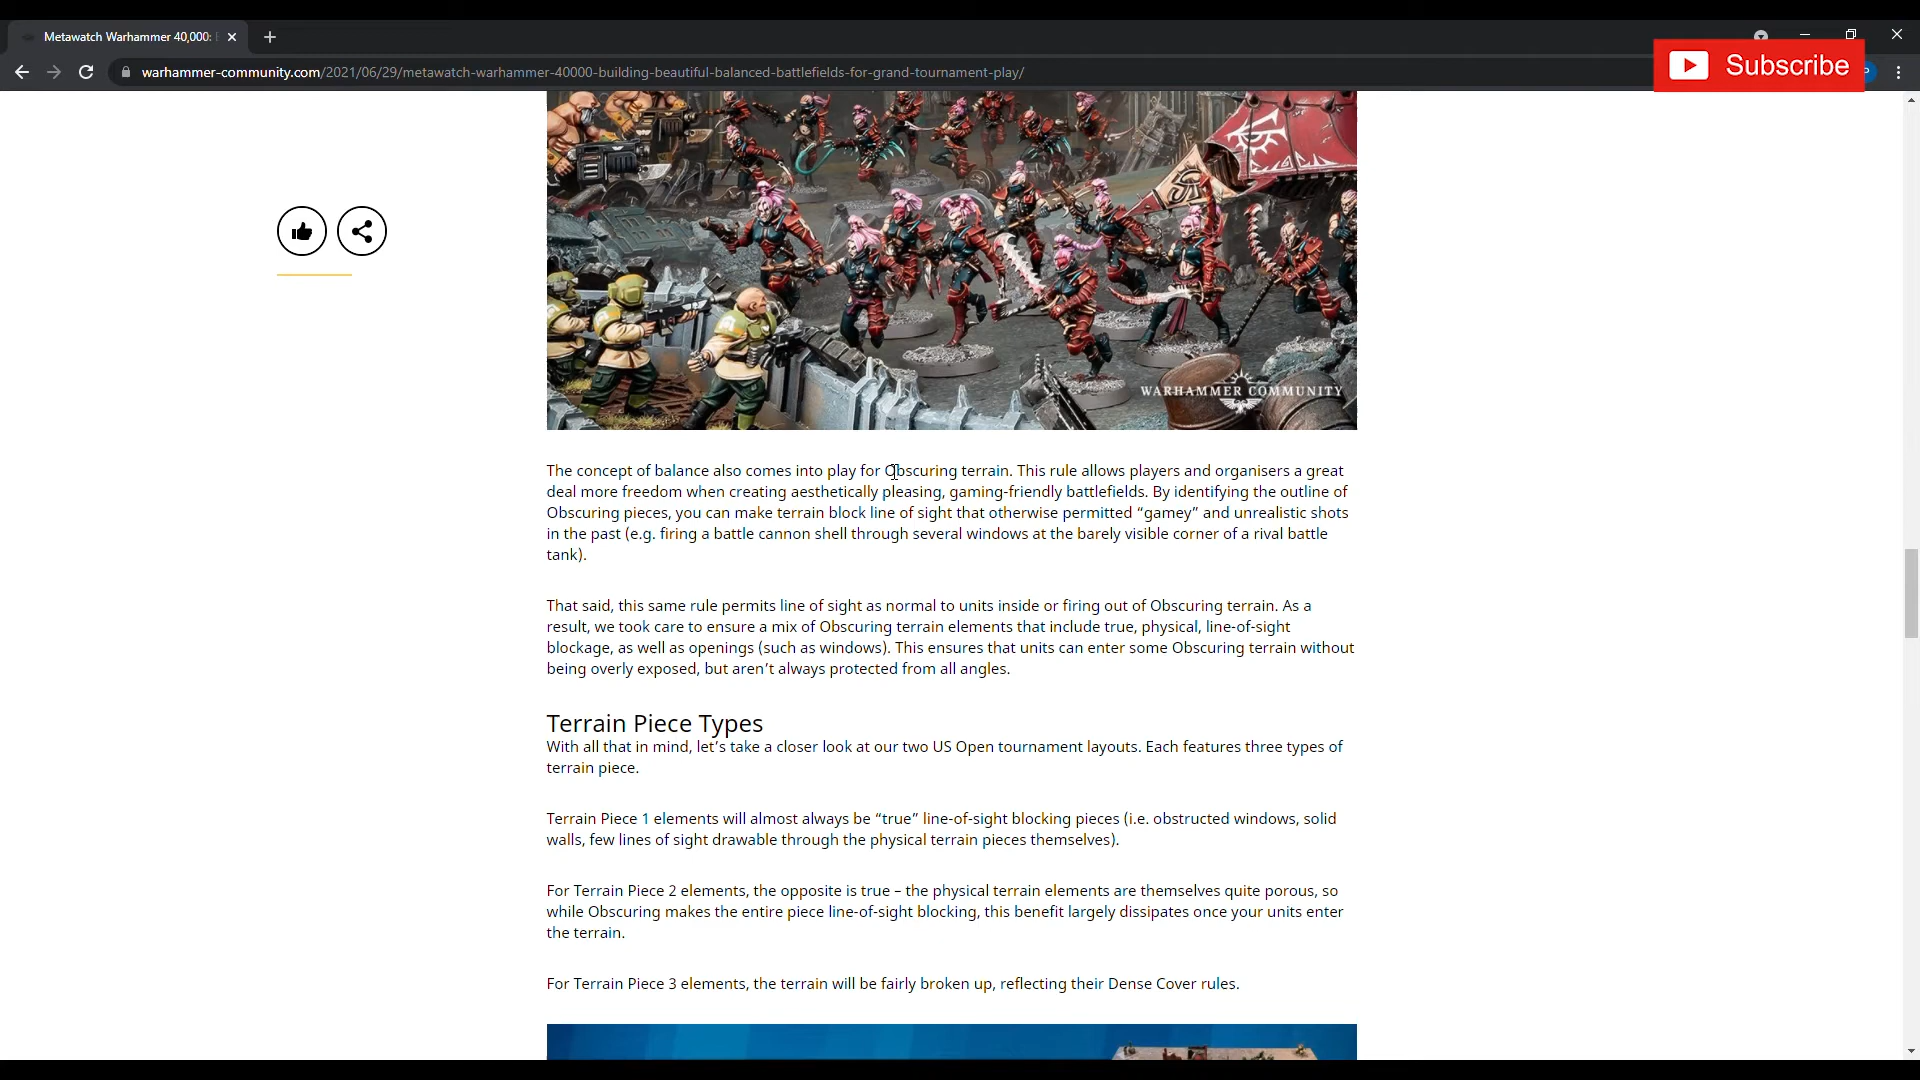 Metawatch Warhammer 40,000:
Subscribe
warhammer-community.com/2021/06/29/metawatch-warhammer-40000-building-beautiful-balanced-battlefields-for-grand-tournament-play/
WARHAMMER COMMUNITY
The concept of balance also comes into play for Obscuring terrain. This rule allows players and organisers a great
deal more freedom when creating aesthetically pleasing, gaming-friendly battlefields. By identifying the outline of
Obscuring pieces, you can make terrain block line of sight that otherwise permitted “gamey” and unrealistic shots
in the past (e.g. firing a battle cannon shell through several windows at the barely visible corner of a rival battle
tank).
That said, this same rule permits line of sight as normal to units inside or firing out of Obscuring terrain. As a
result, we took care to ensure a mix of Obscuring terrain elements that include true, physical, line-of-sight
blockage, as well as openings (such as windows). This ensures that units can enter some Obscuring terrain without
being overly exposed, but aren’t always protected from all angles.
Terrain Piece Types
With all that in mind, let’s take a closer look at our two US Open tournament layouts. Each features three types of
terrain piece.
Terrain Piece 1 elements will almost always be “true” line-of-sight blocking pieces (i.e. obstructed windows, solid
walls, few lines of sight drawable through the physical terrain pieces themselves).
For Terrain Piece 2 elements, the opposite is true – the physical terrain elements are themselves quite porous, so
while Obscuring makes the entire piece line-of-sight blocking, this benefit largely dissipates once your units enter
the terrain.
For Terrain Piece 3 elements, the terrain will be fairly broken up, reflecting their Dense Cover rules.